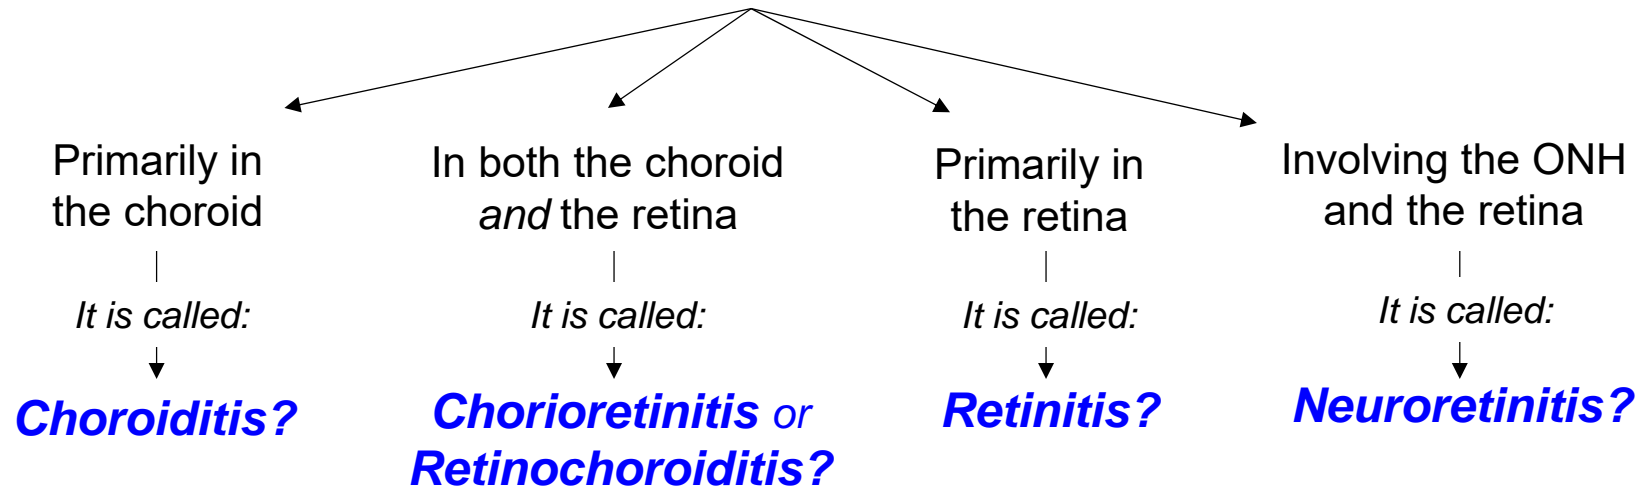 Primarily in
the choroid
It is called:
Choroiditis?
In both the choroid
and the retina
It is called:
Chorioretinitis or
Retinochoroiditis?
Primarily in
the retina
It is called:
Retinitis?
Involving the ONH
and the retina
It is called:
Neuroretinitis?